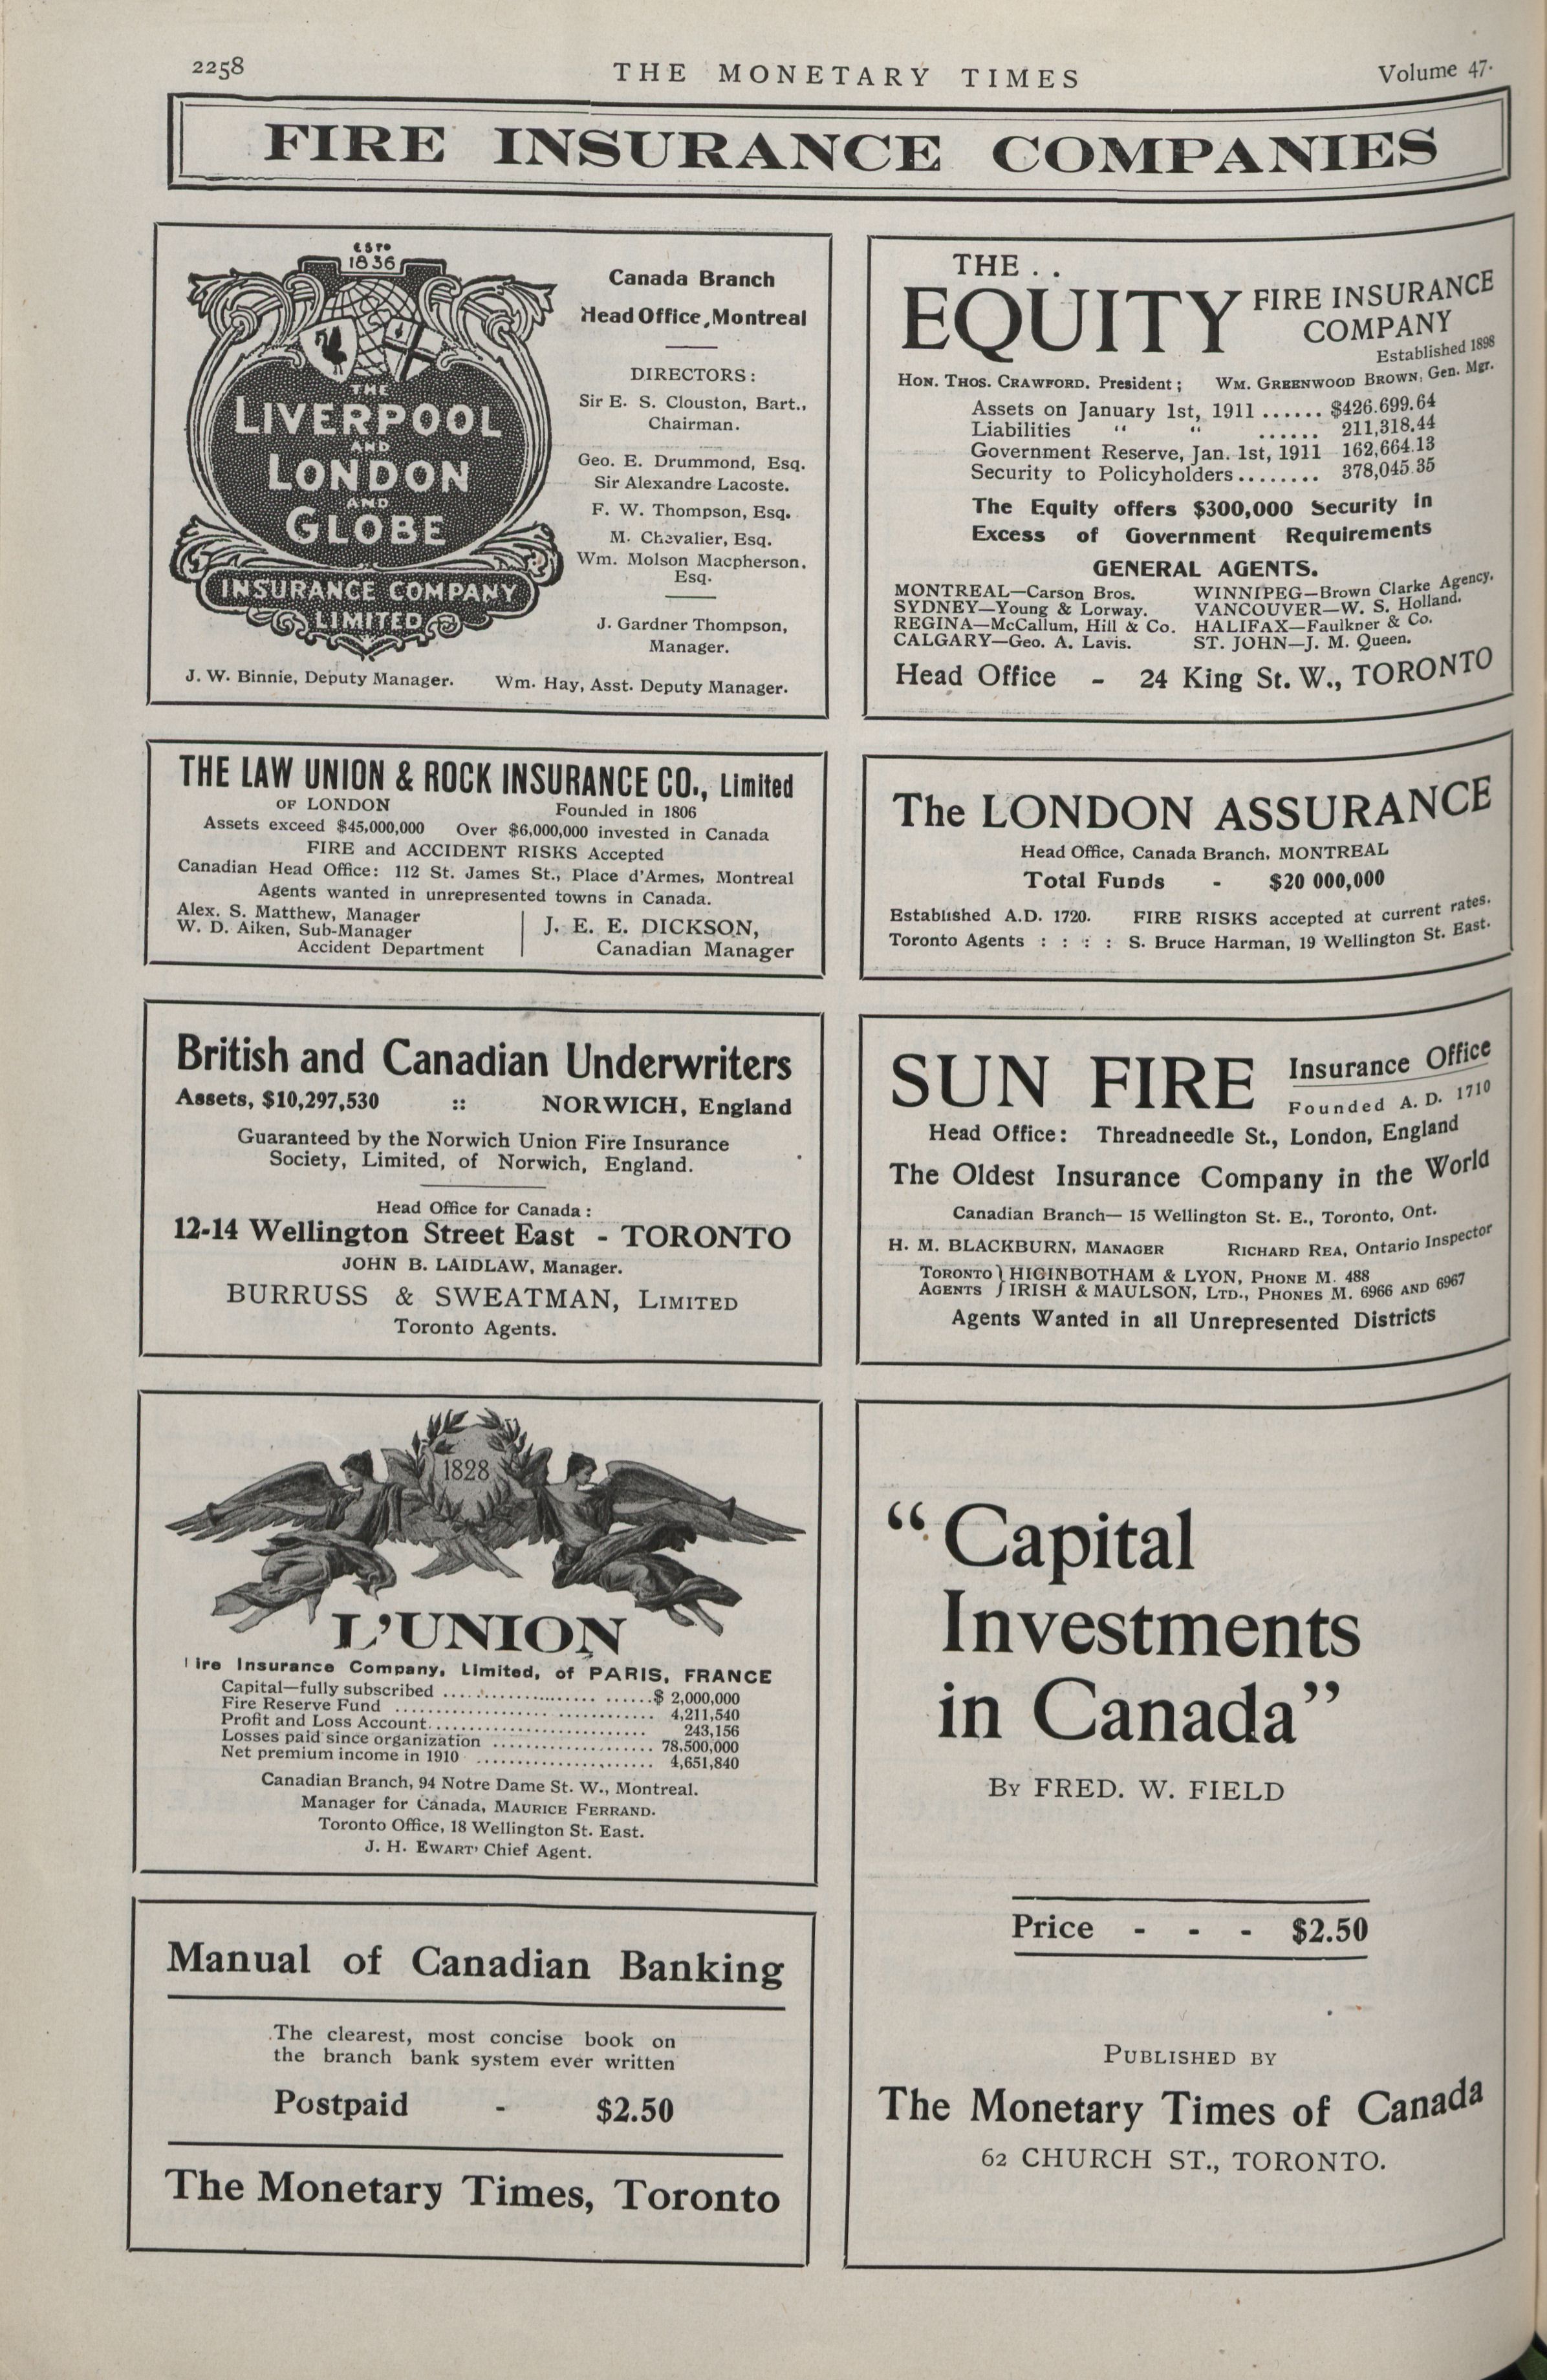 2258
THE MONETARY TIMES
Volume 47.
FIRE INSURANCE COMPANIES
ESTD
1836
THE
LIVERPOOL
AND
LONDON
AND
GLOBE
INSURANCE COMPANY
LIMITED
Canada Branch
Head Office, Montreal
DIRECTORS:
Sir E. S. Clouston, Bart.,
Chairman.
Geo. E. Drummond, Esq.
Sir Alexandre Lacoste.
F. W. Thompson, Esq.
M. Chevalier, Esq.
Wm. Molson Macpherson,
Esq.
J. Gardner Thompson,
Manager.
J. W. Binnie, Deputy Manager. Wm. Hay, Asst. Deputy Manager.
THE..
EQUITY FIRE INSURANCE
COMPANY
Established 1898
HON. THOS. CRAWFORD, President; WM. GREENWOOD BROWN, Gen. Mgr.
Assets on January 1st, 1911 ...... $426.699.64
Liabilities " " ...... 211,318.44
Government Reserve, Jan. 1st, 1911 162,664.13
Security to Policyholders........ 378,045.35
The Equity offers $300,000 Security in
Excess of Government Requirements
GENERAL AGENTS.
MONTREAL—Carson Bros. WINNIPEG—Brown Clarke Agency.
SYDNEY—Young & Lorway. VANCOUVER—W. S. Holland.
REGINA—McCallum, Hill & Co. HALIFAX—Faulkner & Co.
CALGARY—Geo. A. Lavis. ST. JOHN—J. M. Queen.
Head Office - 24 King St. W., TORONTO
THE LAW UNION & ROCK INSURANCE CO., Limited
OF LONDON Founded in 1806
Assets exceed $45,000,000 Over $6,000,000 invested in Canada
FIRE and ACCIDENT RISKS Accepted
Canadian Head Office: 112 St. James St., Place d'Armes, Montreal
Agents wanted in unrepresented towns in Canada.
Alex. S. Matthew, Manager
W. D. Aiken, Sub-Manager
Accident Department
J. E. E. DICKSON,
Canadian Manager
The LONDON ASSURANCE
Head Office, Canada Branch, MONTREAL
Total Funds - $20 000,000
Established A.D. 1720. FIRE RISKS accepted at current rates.
Toronto Agents : : : : S. Bruce Harman, 19 Wellington St. East.
British and Canadian Underwriters
Assets, $10,297,530 :: NORWICH, England
Guaranteed by the Norwich Union Fire Insurance
Society, Limited, of Norwich, England.
Head Office for Canada:
12-14 Wellington Street East - TORONTO
JOHN B. LAIDLAW, Manager.
BURRUSS & SWEATMAN, LIMITED
Toronto Agents.
SUN FIRE Insurance Office
Founded A. D. 1710
Head Office: Threadneedle St., London, England
The Oldest Insurance Company in the World
Canadian Branch— 15 Wellington St. E., Toronto, Ont.
H. M. BLACKBURN, MANAGER RICHARD REA, Ontario Inspector
TORONTO } HIGINBOTHAM & LYON, PHONE M. 488
AGENTS } IRISH & MAULSON, LTD., PHONES M. 6966 AND 6967
Agents Wanted in all Unrepresented Districts
1828
L'UNION
Fire Insurance Company, Limited, of PARIS, FRANCE
Capital—fully subscribed ........................ $ 2,000,000
Fire Reserve Fund ........................ 4,211,540
Profit and Loss Account........................ 243,156
Losses paid since organization ........................ 78,500,000
Net premium income in 1910 ........................ 4,651,840
Canadian Branch, 94 Notre Dame St. W., Montreal.
Manager for Canada, MAURICE FERRAND.
Toronto Office, 18 Wellington St. East.
J. H. EWART, Chief Agent.
"Capital
Investments
in Canada"
BY FRED. W. FIELD
Price - - - $2.50
PUBLISHED BY
The Monetary Times of Canada
62 CHURCH ST., TORONTO.
Manual of Canadian Banking
The clearest, most concise book on
the branch bank system ever written
Postpaid - $2.50
The Monetary Times, Toronto